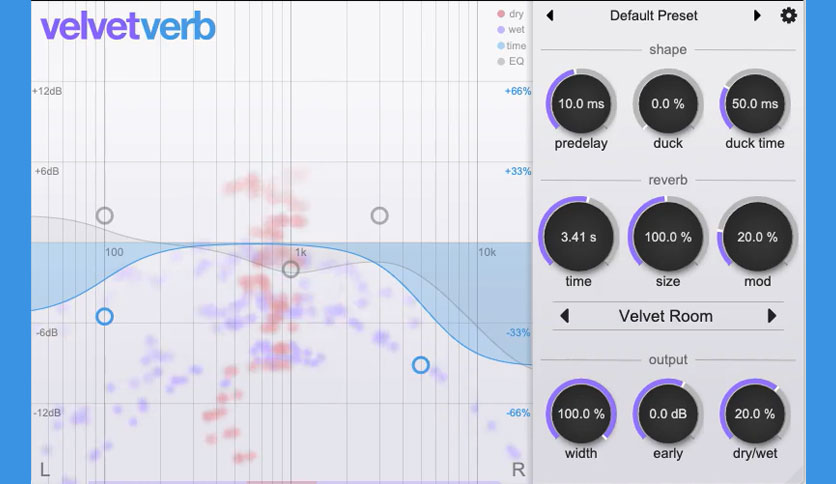 velvetverb
dry
wet
time
EQ
+12dB
+66%
+6dB
+33%
100
1k
10k
-6dB
-33%
-12dB
-66%
L
R
Default Preset
shape
10.0 ms
0.0 %
50.0 ms
predelay
duck
duck time
reverb
3.41 s
100.0 %
20.0 %
time
size
mod
Velvet Room
output
100.0 %
0.0 dB
20.0 %
width
early
dry/wet